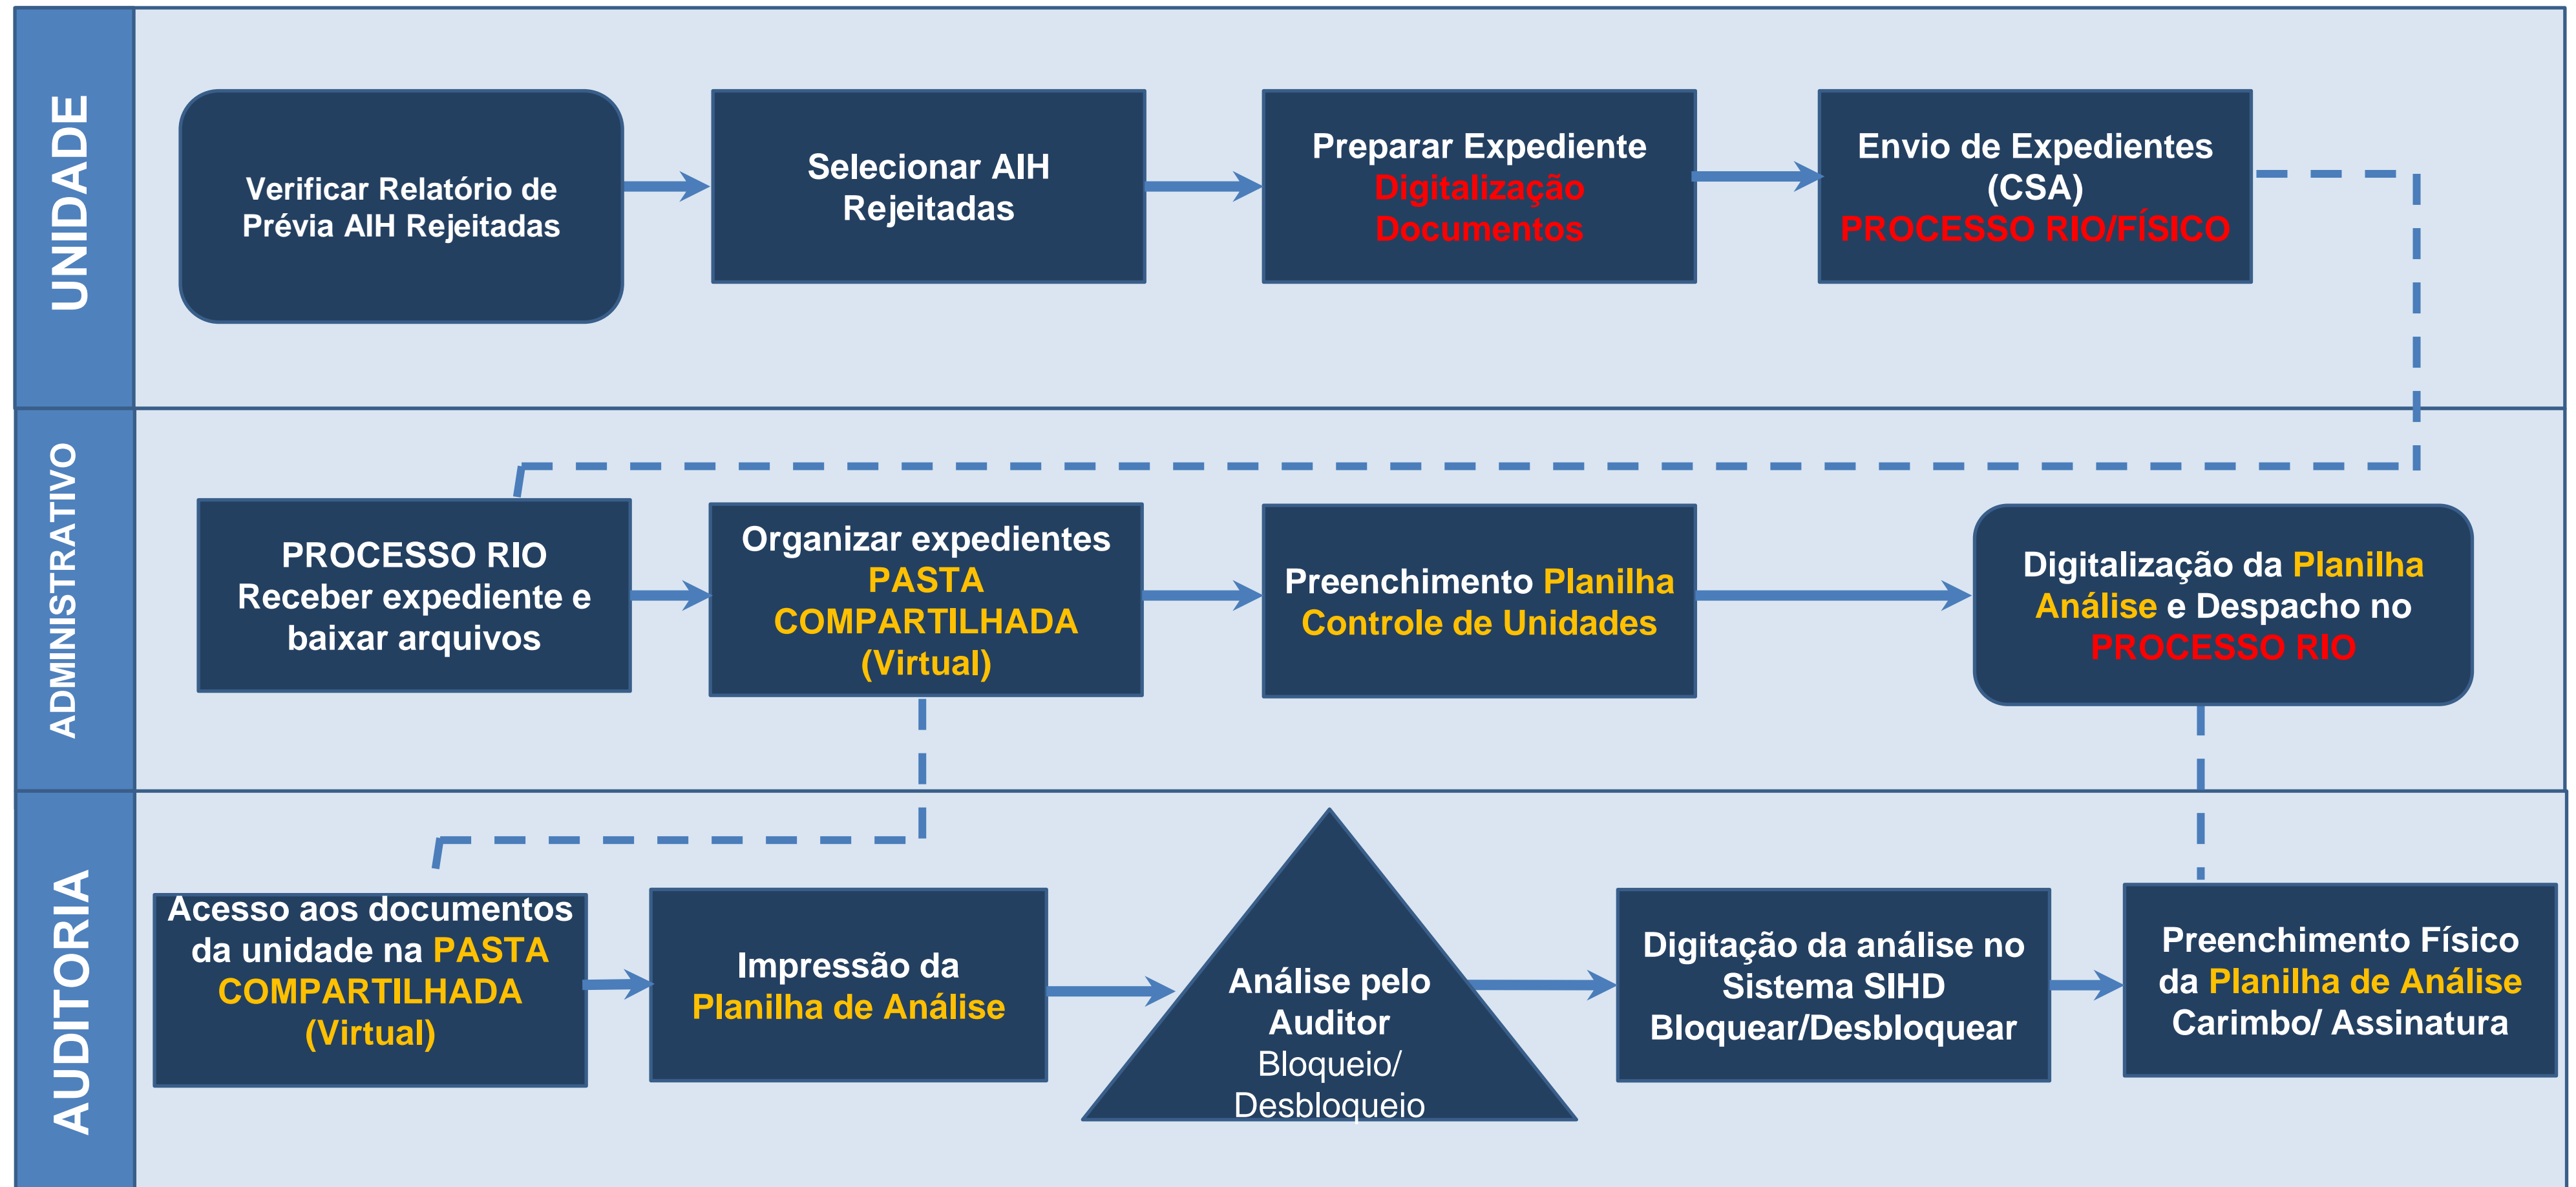 UNIDADE
Verificar Relatório de
Prévia AIH Rejeitadas
Selecionar AIH
Rejeitadas
Preparar Expediente
Digitalização
Documentos
Envio de Expedientes
(CSA)
PROCESSO RIO/FÍSICO
ADMINISTRATIVO
PROCESSO RIO
Receber expediente e
baixar arquivos
Organizar expedientes
PASTA
COMPARTILHADA
(Virtual)
Preenchimento Planilha
Controle de Unidades
Digitalização da Planilha
Análise e Despacho no
PROCESSO RIO
AUDITORIA
Acesso aos documentos
da unidade na PASTA
COMPARTILHADA
(Virtual)
Impressão da
Planilha de Análise
Análise pelo
Auditor
Bloqueio/
Desbloqueio
Digitação da análise no
Sistema SIHD
Bloquear/Desbloquear
Preenchimento Físico
da Planilha de Análise
Carimbo/ Assinatura